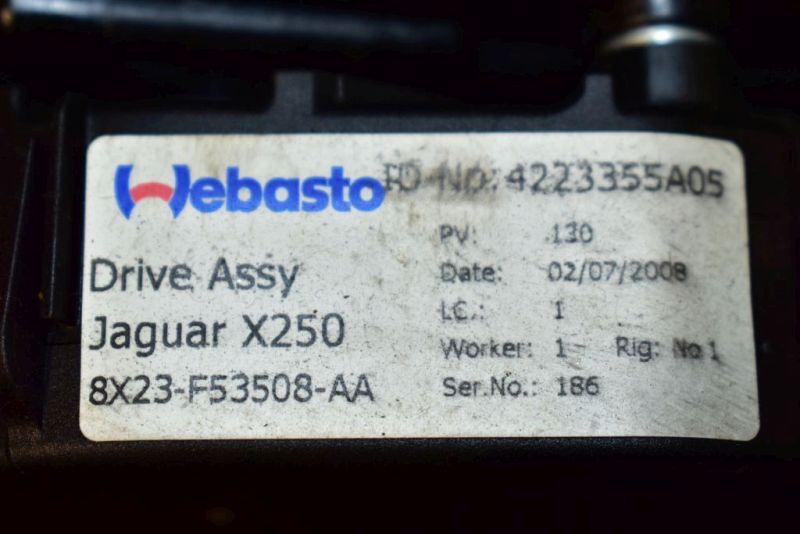 Webasto ID No: 4223355A05
Drive Assy
Jaguar X250
8X23-F53508-AA
PV: 130
Date: 02/07/2008
LC.: 1
Worker: 1 Rig: No 1
Ser.No.: 186